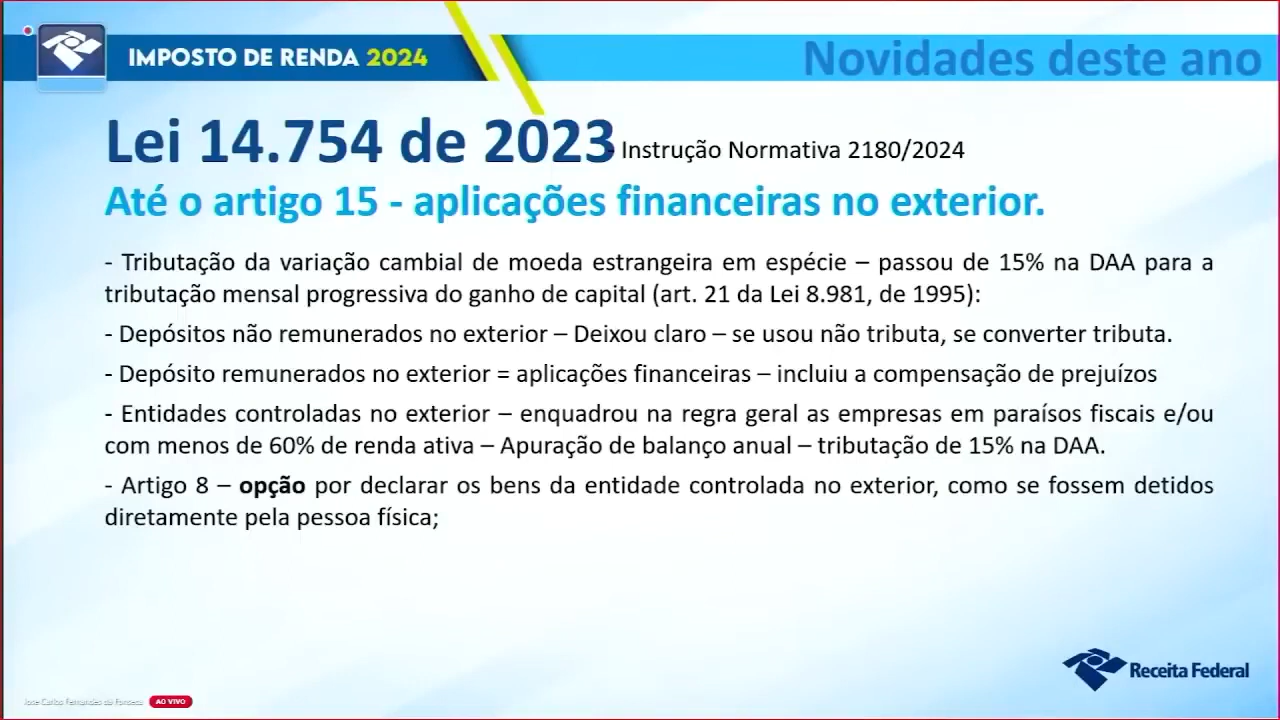 IMPOSTO DE RENDA 2024
Novidades deste ano
Lei 14.754 de 2023 - Instrução Normativa 2180/2024
Até o artigo 15 - aplicações financeiras no exterior.
- Tributação da variação cambial de moeda estrangeira em espécie – passou de 15% na DAA para a
tributação mensal progressiva do ganho de capital (art. 21 da Lei 8.981, de 1995):
- Depósitos não remunerados no exterior – Deixou claro – se usou não tributa, se converter tributa.
- Depósito remunerados no exterior = aplicações financeiras – incluiu a compensação de prejuízos
- Entidades controladas no exterior – enquadrou na regra geral as empresas em paraísos fiscais e/ou
com menos de 60% de renda ativa – Apuração de balanço anual – tributação de 15% na DAA.
- Artigo 8 – opção por declarar os bens da entidade controlada no exterior, como se fossem detidos
diretamente pela pessoa física;
Receita Federal
Jose Carlos Fernandes da Fonseca AO VIVO